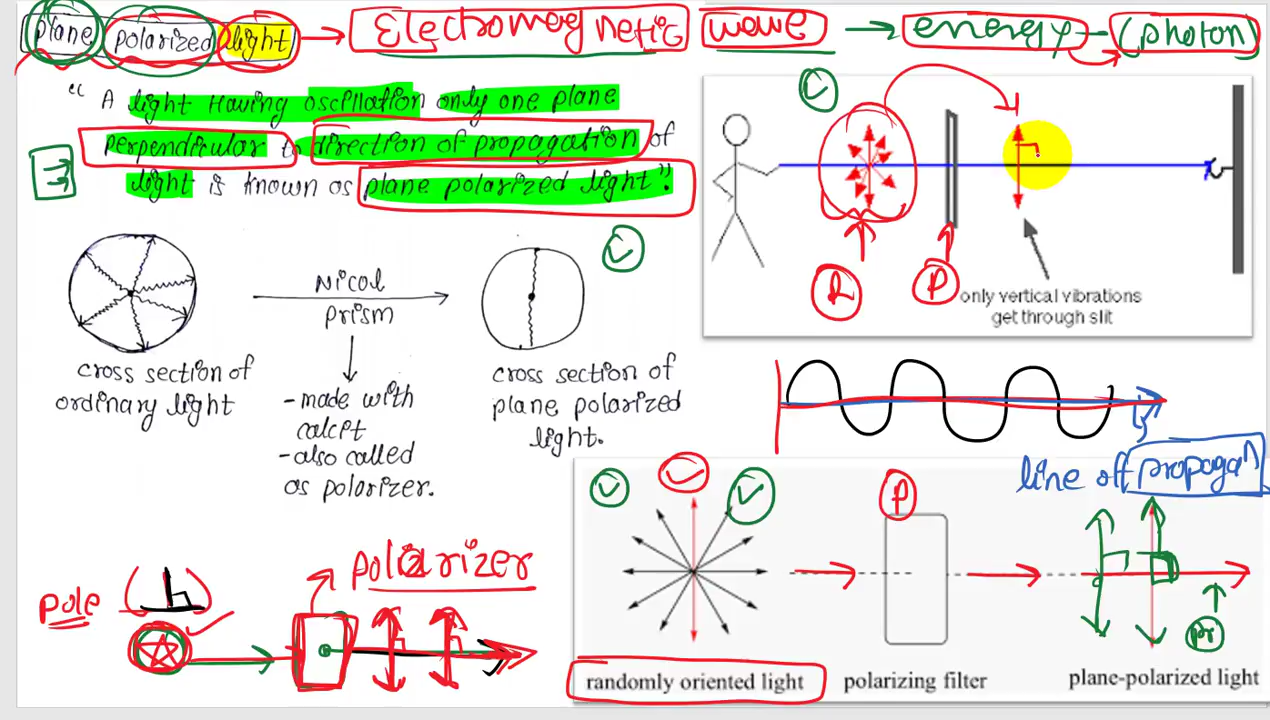 plane polarized light → Electromagnetic wave → energy – (photon)
"A light Having oscillation only one plane
perpendicular to direction of propagation of
light is known as plane polarized light".
Nicol
Prism
cross section of
ordinary light
- made with
calcit
- also called
as polarizer.
cross section of
plane polarized
light.
R
P
only vertical vibrations
get through slit
line off propagan
Pole
polarizer
P
pr
randomly oriented light
polarizing filter
plane-polarized light